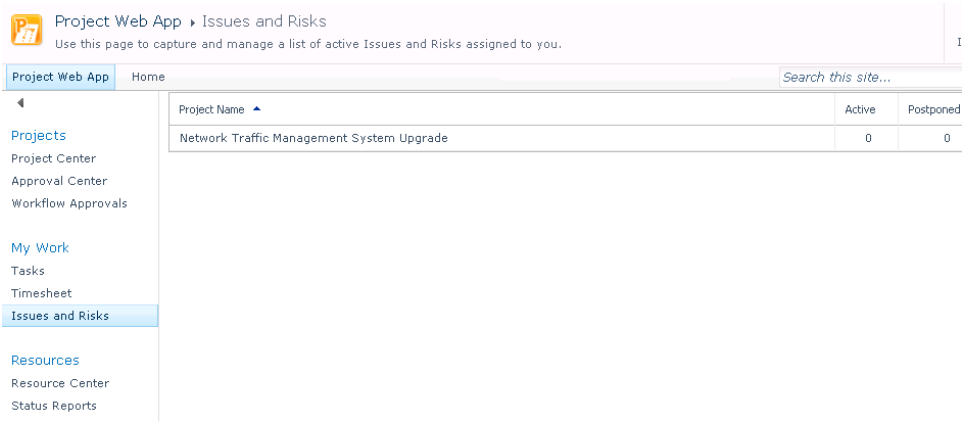 Project Web App ▸ Issues and Risks
Use this page to capture and manage a list of active Issues and Risks assigned to you.
Project Web App Home Search this site...
Project Name Active Postponed
Network Traffic Management System Upgrade 0 0
Projects
Project Center
Approval Center
Workflow Approvals
My Work
Tasks
Timesheet
Issues and Risks
Resources
Resource Center
Status Reports